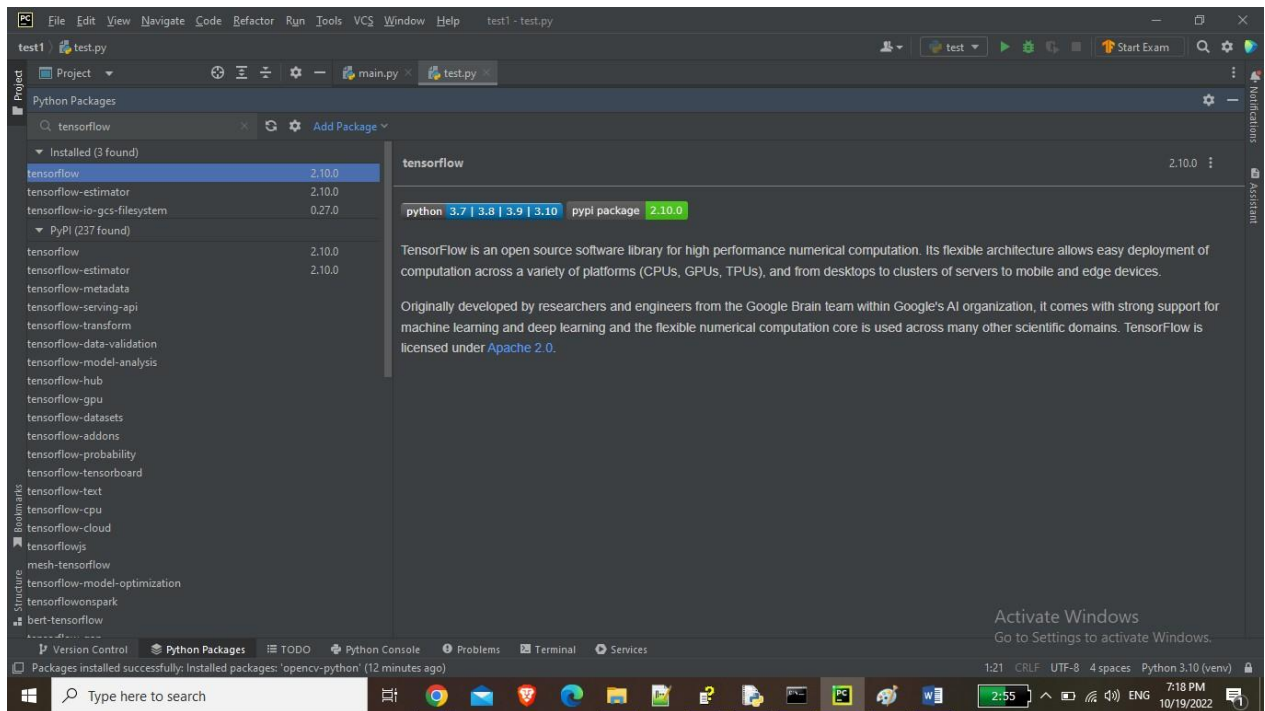 PC File Edit View Navigate Code Refactor Run Tools VCS Window Help test1 - test.py
test1 test.py test Start Exam
Project main.py test.py
Python Packages
tensorflow Add Package
Installed (3 found)
tensorflow 2.10.0
tensorflow-estimator 2.10.0
tensorflow-io-gcs-filesystem 0.27.0
PyPI (237 found)
tensorflow 2.10.0
tensorflow-estimator 2.10.0
tensorflow-metadata
tensorflow-serving-api
tensorflow-transform
tensorflow-data-validation
tensorflow-model-analysis
tensorflow-hub
tensorflow-gpu
tensorflow-datasets
tensorflow-addons
tensorflow-probability
tensorflow-tensorboard
tensorflow-text
tensorflow-cpu
tensorflow-cloud
tensorflowjs
mesh-tensorflow
tensorflow-model-optimization
tensorflowonspark
bert-tensorflow
tensorflow 2.10.0
python 3.7 | 3.8 | 3.9 | 3.10 pypi package 2.10.0
TensorFlow is an open source software library for high performance numerical computation. Its flexible architecture allows easy deployment of
computation across a variety of platforms (CPUs, GPUs, TPUs), and from desktops to clusters of servers to mobile and edge devices.
Originally developed by researchers and engineers from the Google Brain team within Google's AI organization, it comes with strong support for
machine learning and deep learning and the flexible numerical computation core is used across many other scientific domains. TensorFlow is
licensed under Apache 2.0.
Project
Bookmarks
Structure
Notifications
Assistant
Activate Windows
Go to Settings to activate Windows.
Version Control Python Packages TODO Python Console Problems Terminal Services
Packages installed successfully: Installed packages: 'opencv-python' (12 minutes ago) 1:21 CRLF UTF-8 4 spaces Python 3.10 (venv)
Type here to search PC 2:55 ENG 7:18 PM
10/19/2022